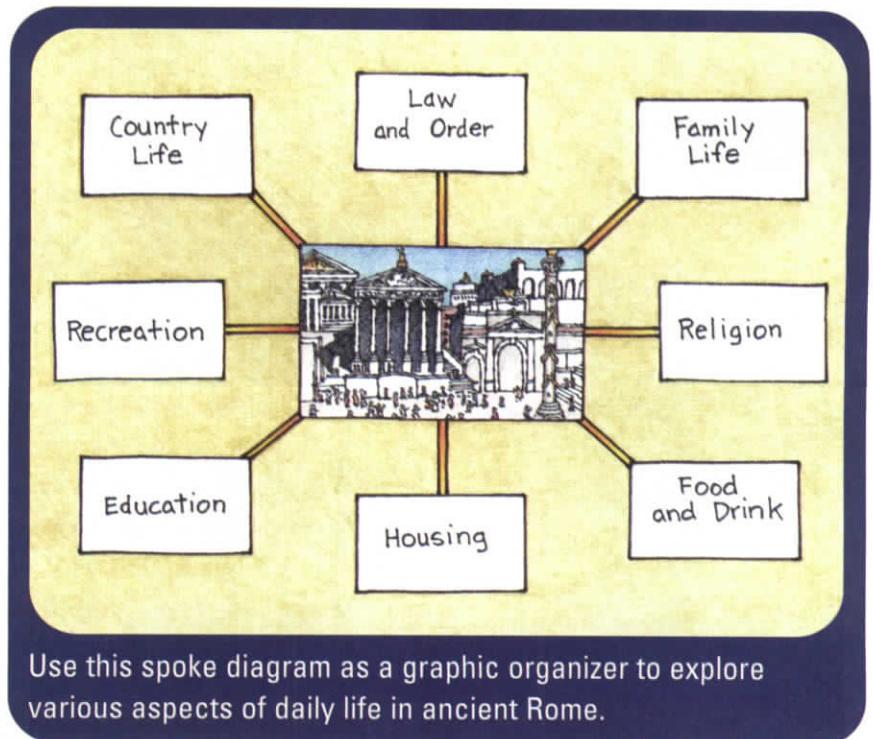 Country
Life
Law
and Order
Family
Life
Recreation
Religion
Education
Housing
Food
and Drink
Use this spoke diagram as a graphic organizer to explore
various aspects of daily life in ancient Rome.